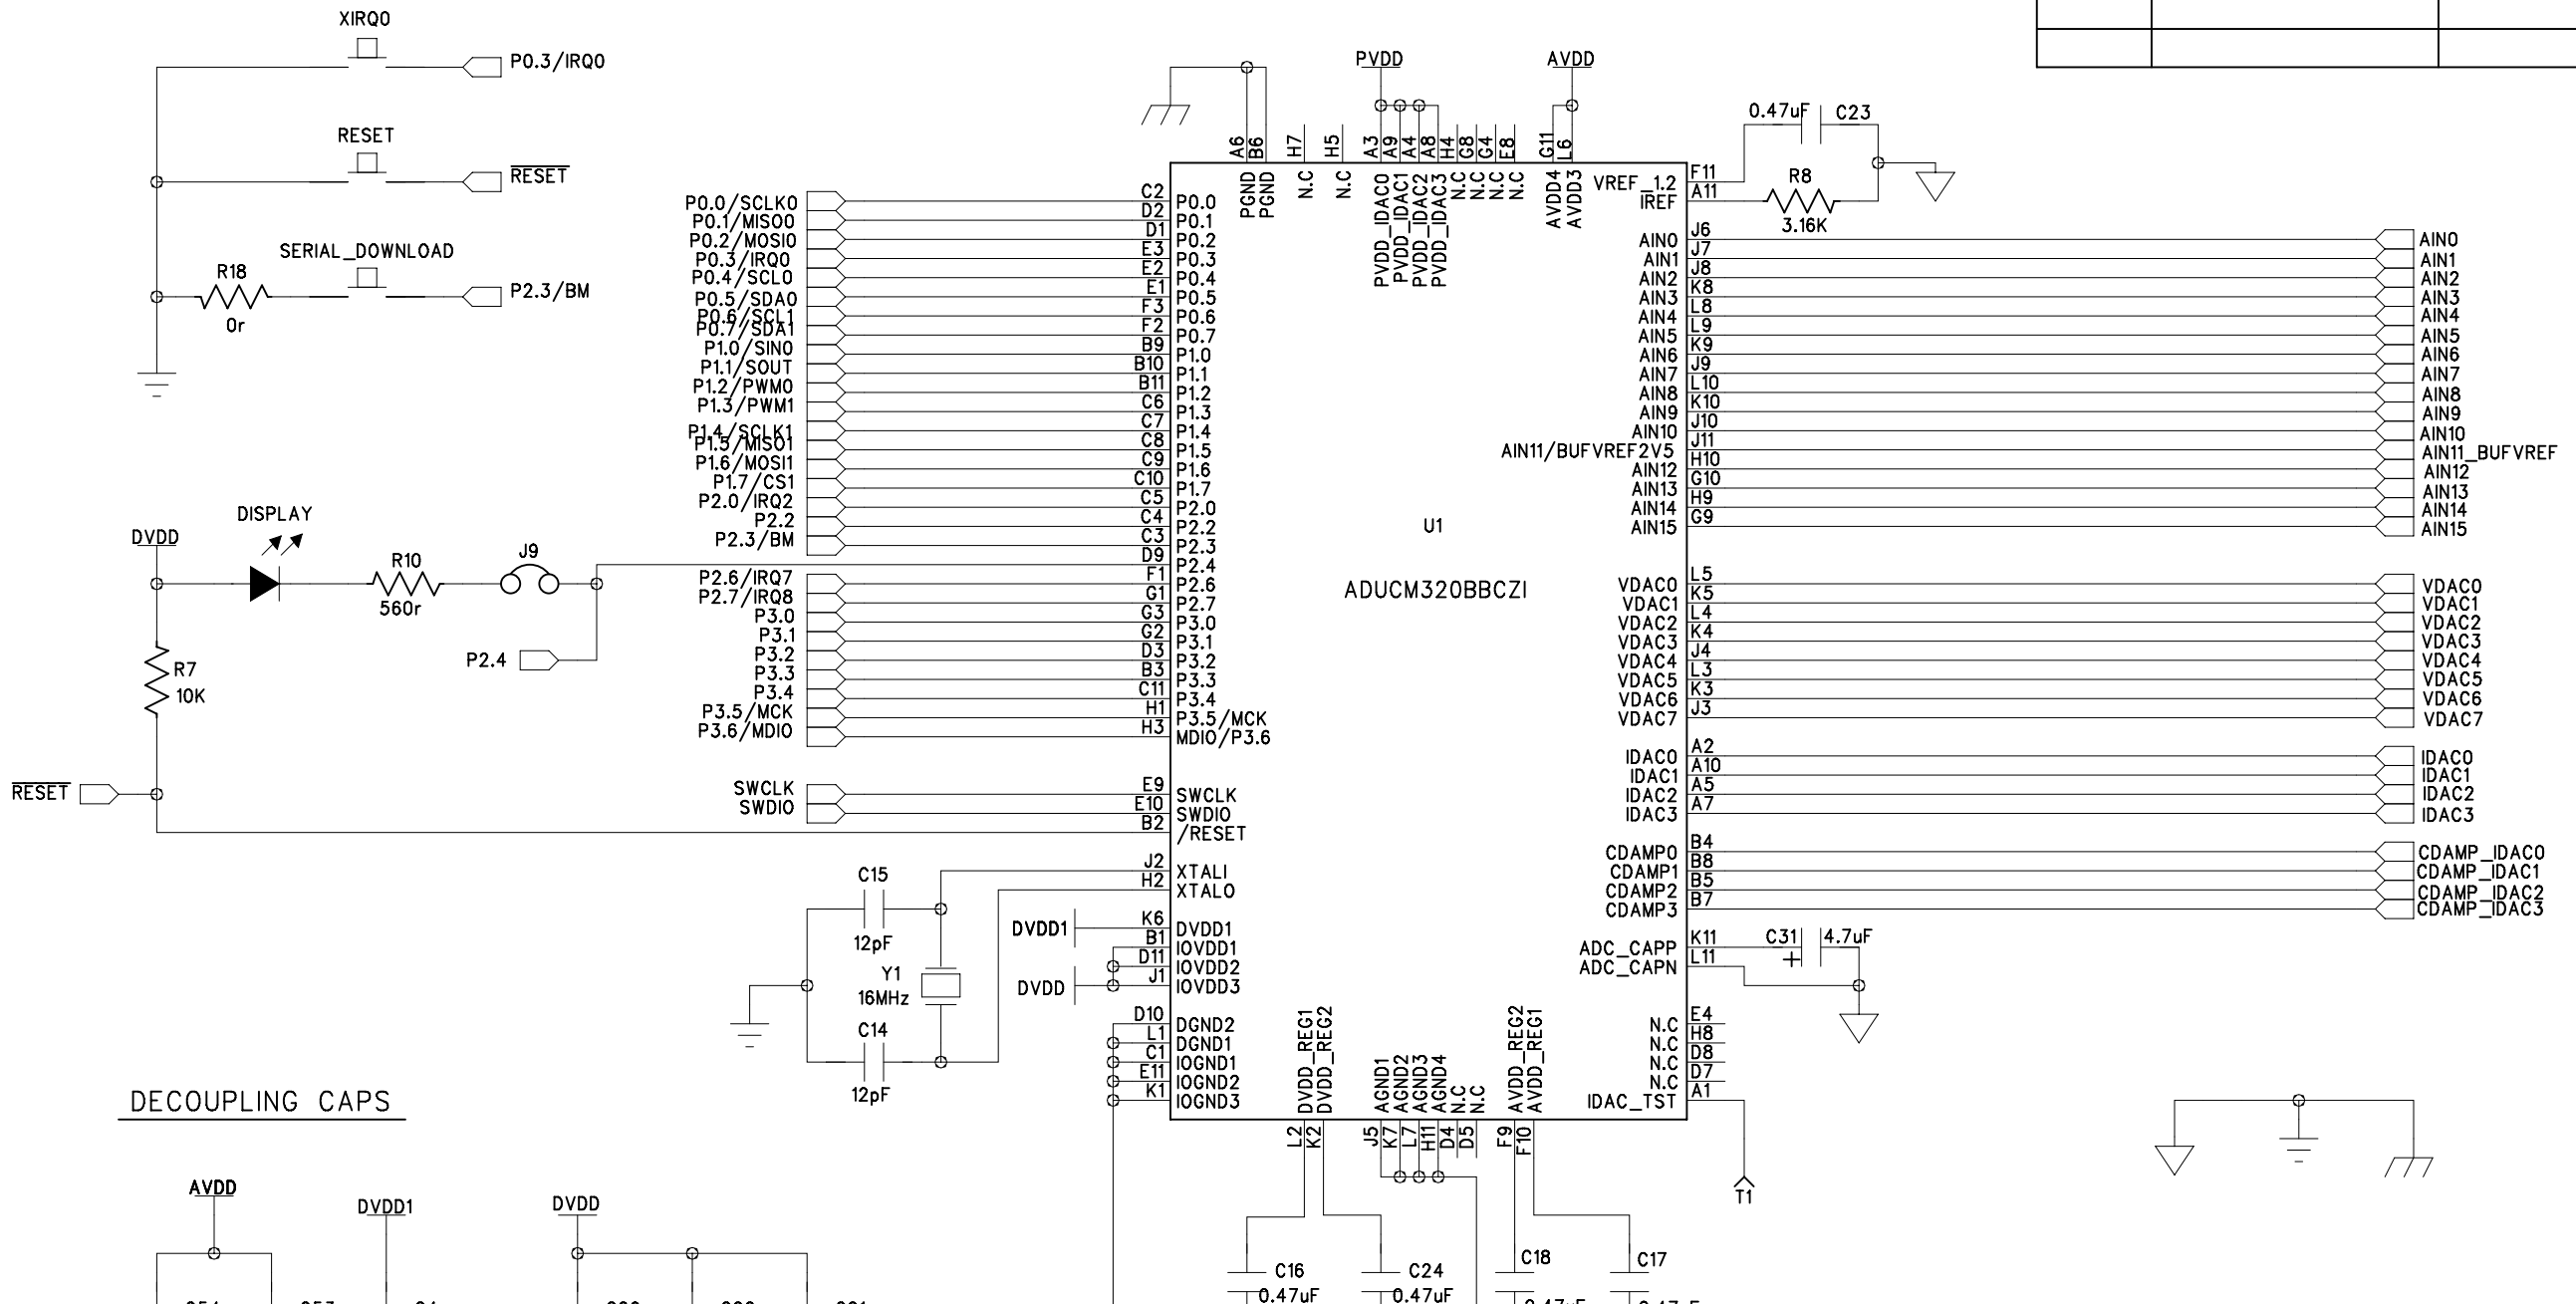 XIRQ0
P0.3/IRQ0
RESET
RESET
SERIAL_DOWNLOAD
R18
0r
P2.3/BM
DISPLAY
DVDD
R10
560r
J9
P2.4
R7
10K
RESET
P0.0/SCLK0
P0.1/MISO0
P0.2/MOSI0
P0.3/IRQ0
P0.4/SCL0
P0.5/SDA0
P0.6/SCL1
P0.7/SDA1
P1.0/SIN0
P1.1/SOUT
P1.2/PWM0
P1.3/PWM1
P1.4/SCLK1
P1.5/MISO1
P1.6/MOSI1
P1.7/CS1
P2.0/IRQ2
P2.2
P2.3/BM
P2.6/IRQ7
P2.7/IRQ8
P3.0
P3.1
P3.2
P3.3
P3.4
P3.5/MCK
P3.6/MDIO
SWCLK
SWDIO
C2 P0.0
D2 P0.1
D1 P0.2
E3 P0.3
E2 P0.4
E1 P0.5
F3 P0.6
F2 P0.7
B9 P1.0
B10 P1.1
B11 P1.2
C6 P1.3
C7 P1.4
C8 P1.5
C9 P1.6
C10 P1.7
C5 P2.0
C4 P2.2
C3 P2.3
D9 P2.4
F1 P2.6
G1 P2.7
G3 P3.0
G2 P3.1
D3 P3.2
B3 P3.3
C11 P3.4
H1 P3.5/MCK
H3 MDIO/P3.6
E9 SWCLK
E10 SWDIO
B2 /RESET
J2 XTALI
H2 XTALO
C15
12pF
Y1
16MHz
C14
12pF
DVDD1
DVDD
K6 DVDD1
B1 IOVDD1
D11 IOVDD2
J1 IOVDD3
D10 DGND2
L1 DGND1
C1 IOGND1
E11 IOGND2
K1 IOGND3
PVDD
AVDD
A6 PGND
B6 PGND
H7 N.C
H5 N.C
A3 PVDD_IDAC0
A9 PVDD_IDAC1
A4 PVDD_IDAC2
A8 PVDD_IDAC3
H4 N.C
G8 N.C
G4 N.C
E8 N.C
G11 AVDD4
L6 AVDD3
U1
ADUCM320BBCZI
0.47uF C23
R8
3.16K
VREF_1.2 F11
IREF A11
AIN0 J6 AIN0
AIN1 J7 AIN1
AIN2 J8 AIN2
AIN3 K8 AIN3
AIN4 L8 AIN4
AIN5 L9 AIN5
AIN6 K9 AIN6
AIN7 J9 AIN7
AIN8 L10 AIN8
AIN9 K10 AIN9
AIN10 J10 AIN10
AIN11/BUFVREF2V5 J11 AIN11_BUFVREF
AIN12 H10 AIN12
AIN13 G10 AIN13
AIN14 H9 AIN14
AIN15 G9 AIN15
VDAC0 L5 VDAC0
VDAC1 K5 VDAC1
VDAC2 L4 VDAC2
VDAC3 K4 VDAC3
VDAC4 J4 VDAC4
VDAC5 L3 VDAC5
VDAC6 K3 VDAC6
VDAC7 J3 VDAC7
IDAC0 A2 IDAC0
IDAC1 A10 IDAC1
IDAC2 A5 IDAC2
IDAC3 A7 IDAC3
CDAMP0 B4 CDAMP_IDAC0
CDAMP1 B8 CDAMP_IDAC1
CDAMP2 B5 CDAMP_IDAC2
CDAMP3 B7 CDAMP_IDAC3
ADC_CAPP K11
ADC_CAPN L11
C31 4.7uF
+
N.C E4
N.C H8
N.C D8
N.C D7
IDAC_TST A1
T1
DVDD_REG1 L2
DVDD_REG2 K2
AGND1 J5
AGND2 K7
AGND3 L7
AGND4 H11
N.C D4
N.C D5
AVDD_REG2 F9
AVDD_REG1 F10
C16
0.47uF
C24
0.47uF
C18
C17
DECOUPLING CAPS
AVDD
DVDD1
DVDD